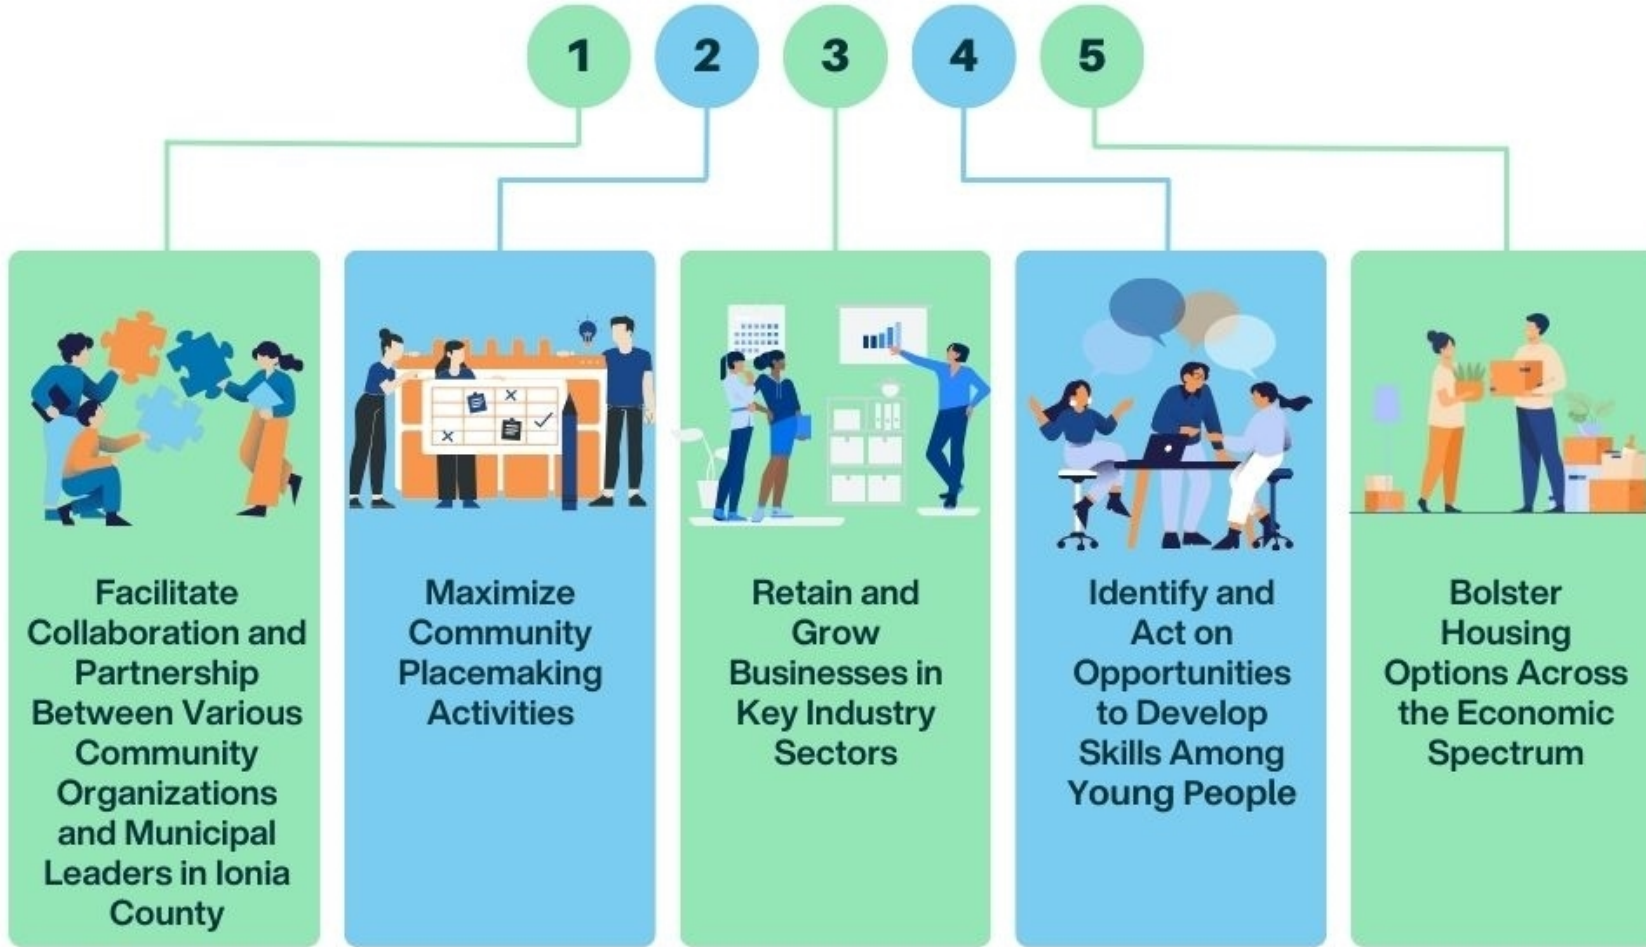 1 2 3 4 5
Facilitate
Collaboration and
Partnership
Between Various
Community
Organizations
and Municipal
Leaders in Ionia
County
Maximize
Community
Placemaking
Activities
Retain and
Grow
Businesses in
Key Industry
Sectors
Identify and
Act on
Opportunities
to Develop
Skills Among
Young People
Bolster
Housing
Options Across
the Economic
Spectrum